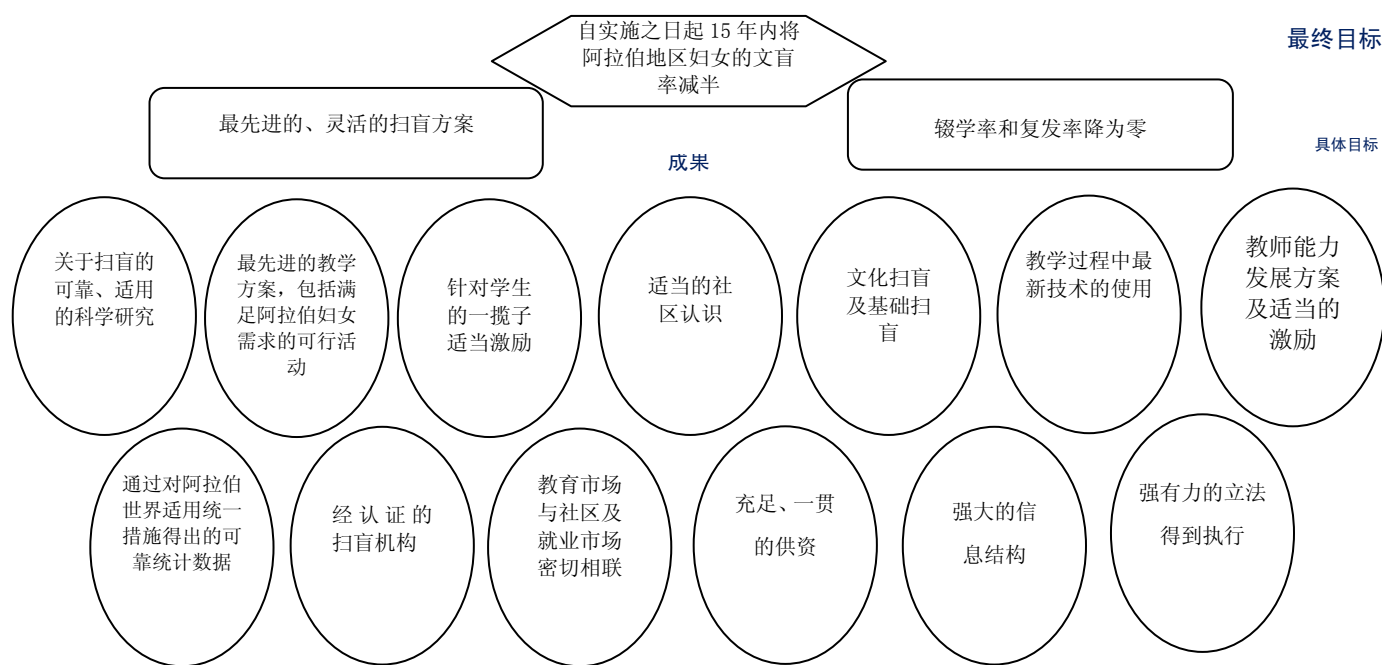 自实施之日起 15 年内将
阿拉伯地区妇女的文盲
率减半
最终目标
最先进的、灵活的扫盲方案
辍学率和复发率降为零
具体目标
成果
关于扫盲的
可靠、适用
的科学研究
最先进的教学
方案，包括满
足阿拉伯妇女
需求的可行活
动
针对学生
的一揽子
适当激励
适当的社
区认识
文化扫盲
及基础扫
盲
教学过程中最
新技术的使用
教师能力
发展方案
及适当的
激励
通过对阿拉伯
世界适用统一
措施得出的可
靠统计数据
经 认 证 的
扫盲机构
教育市场
与社区及
就业市场
密切相联
充足、一贯
的供资
强大的信
息结构
强有力的立法
得到执行